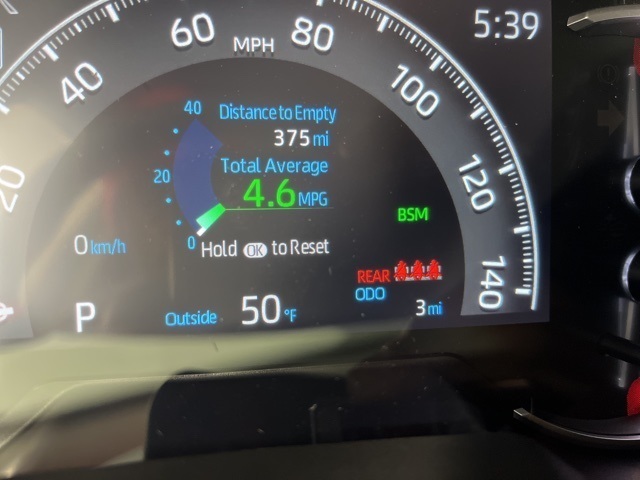 5:39
60 MPH 80
40
100
20
120
140
40
20
0
Distance to Empty
375 mi
Total Average
4.6 MPG
Hold OK to Reset
0 km/h
BSM
REAR
ODO
3 mi
P
Outside 50 °F